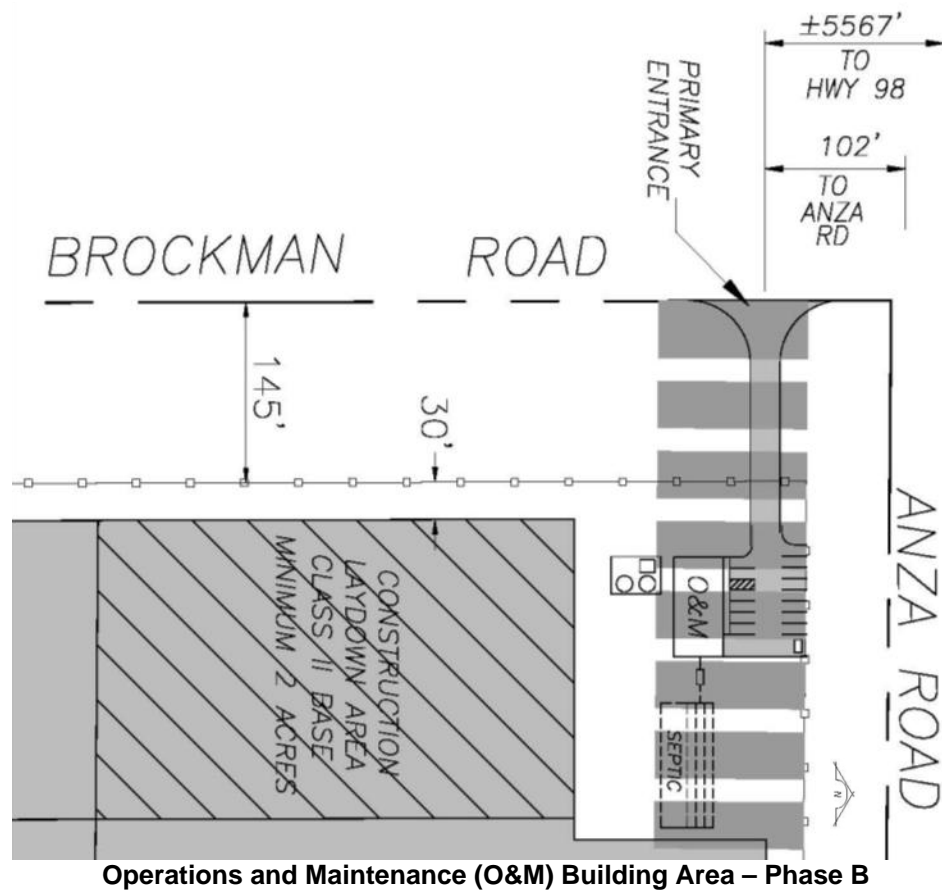 ±5567'
TO
HWY 98
102'
TO
ANZA
RD
PRIMARY
ENTRANCE
BROCKMAN ROAD
145'
30'
ANZA ROAD
CONSTRUCTION
LAYDOWN AREA
CLASS II BASE
MINIMUM 2 ACRES
O&M
SEPTIC
N
Operations and Maintenance (O&M) Building Area – Phase B